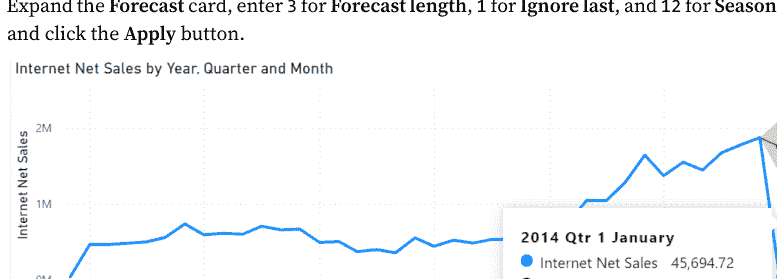 Expand the Forecast card, enter 3 for Forecast length, 1 for Ignore last, and 12 for Season
and click the Apply button.
Internet Net Sales by Year, Quarter and Month
2M
Internet Net Sales
1M
2014 Qtr 1 January
Internet Net Sales 45,694.72
0M